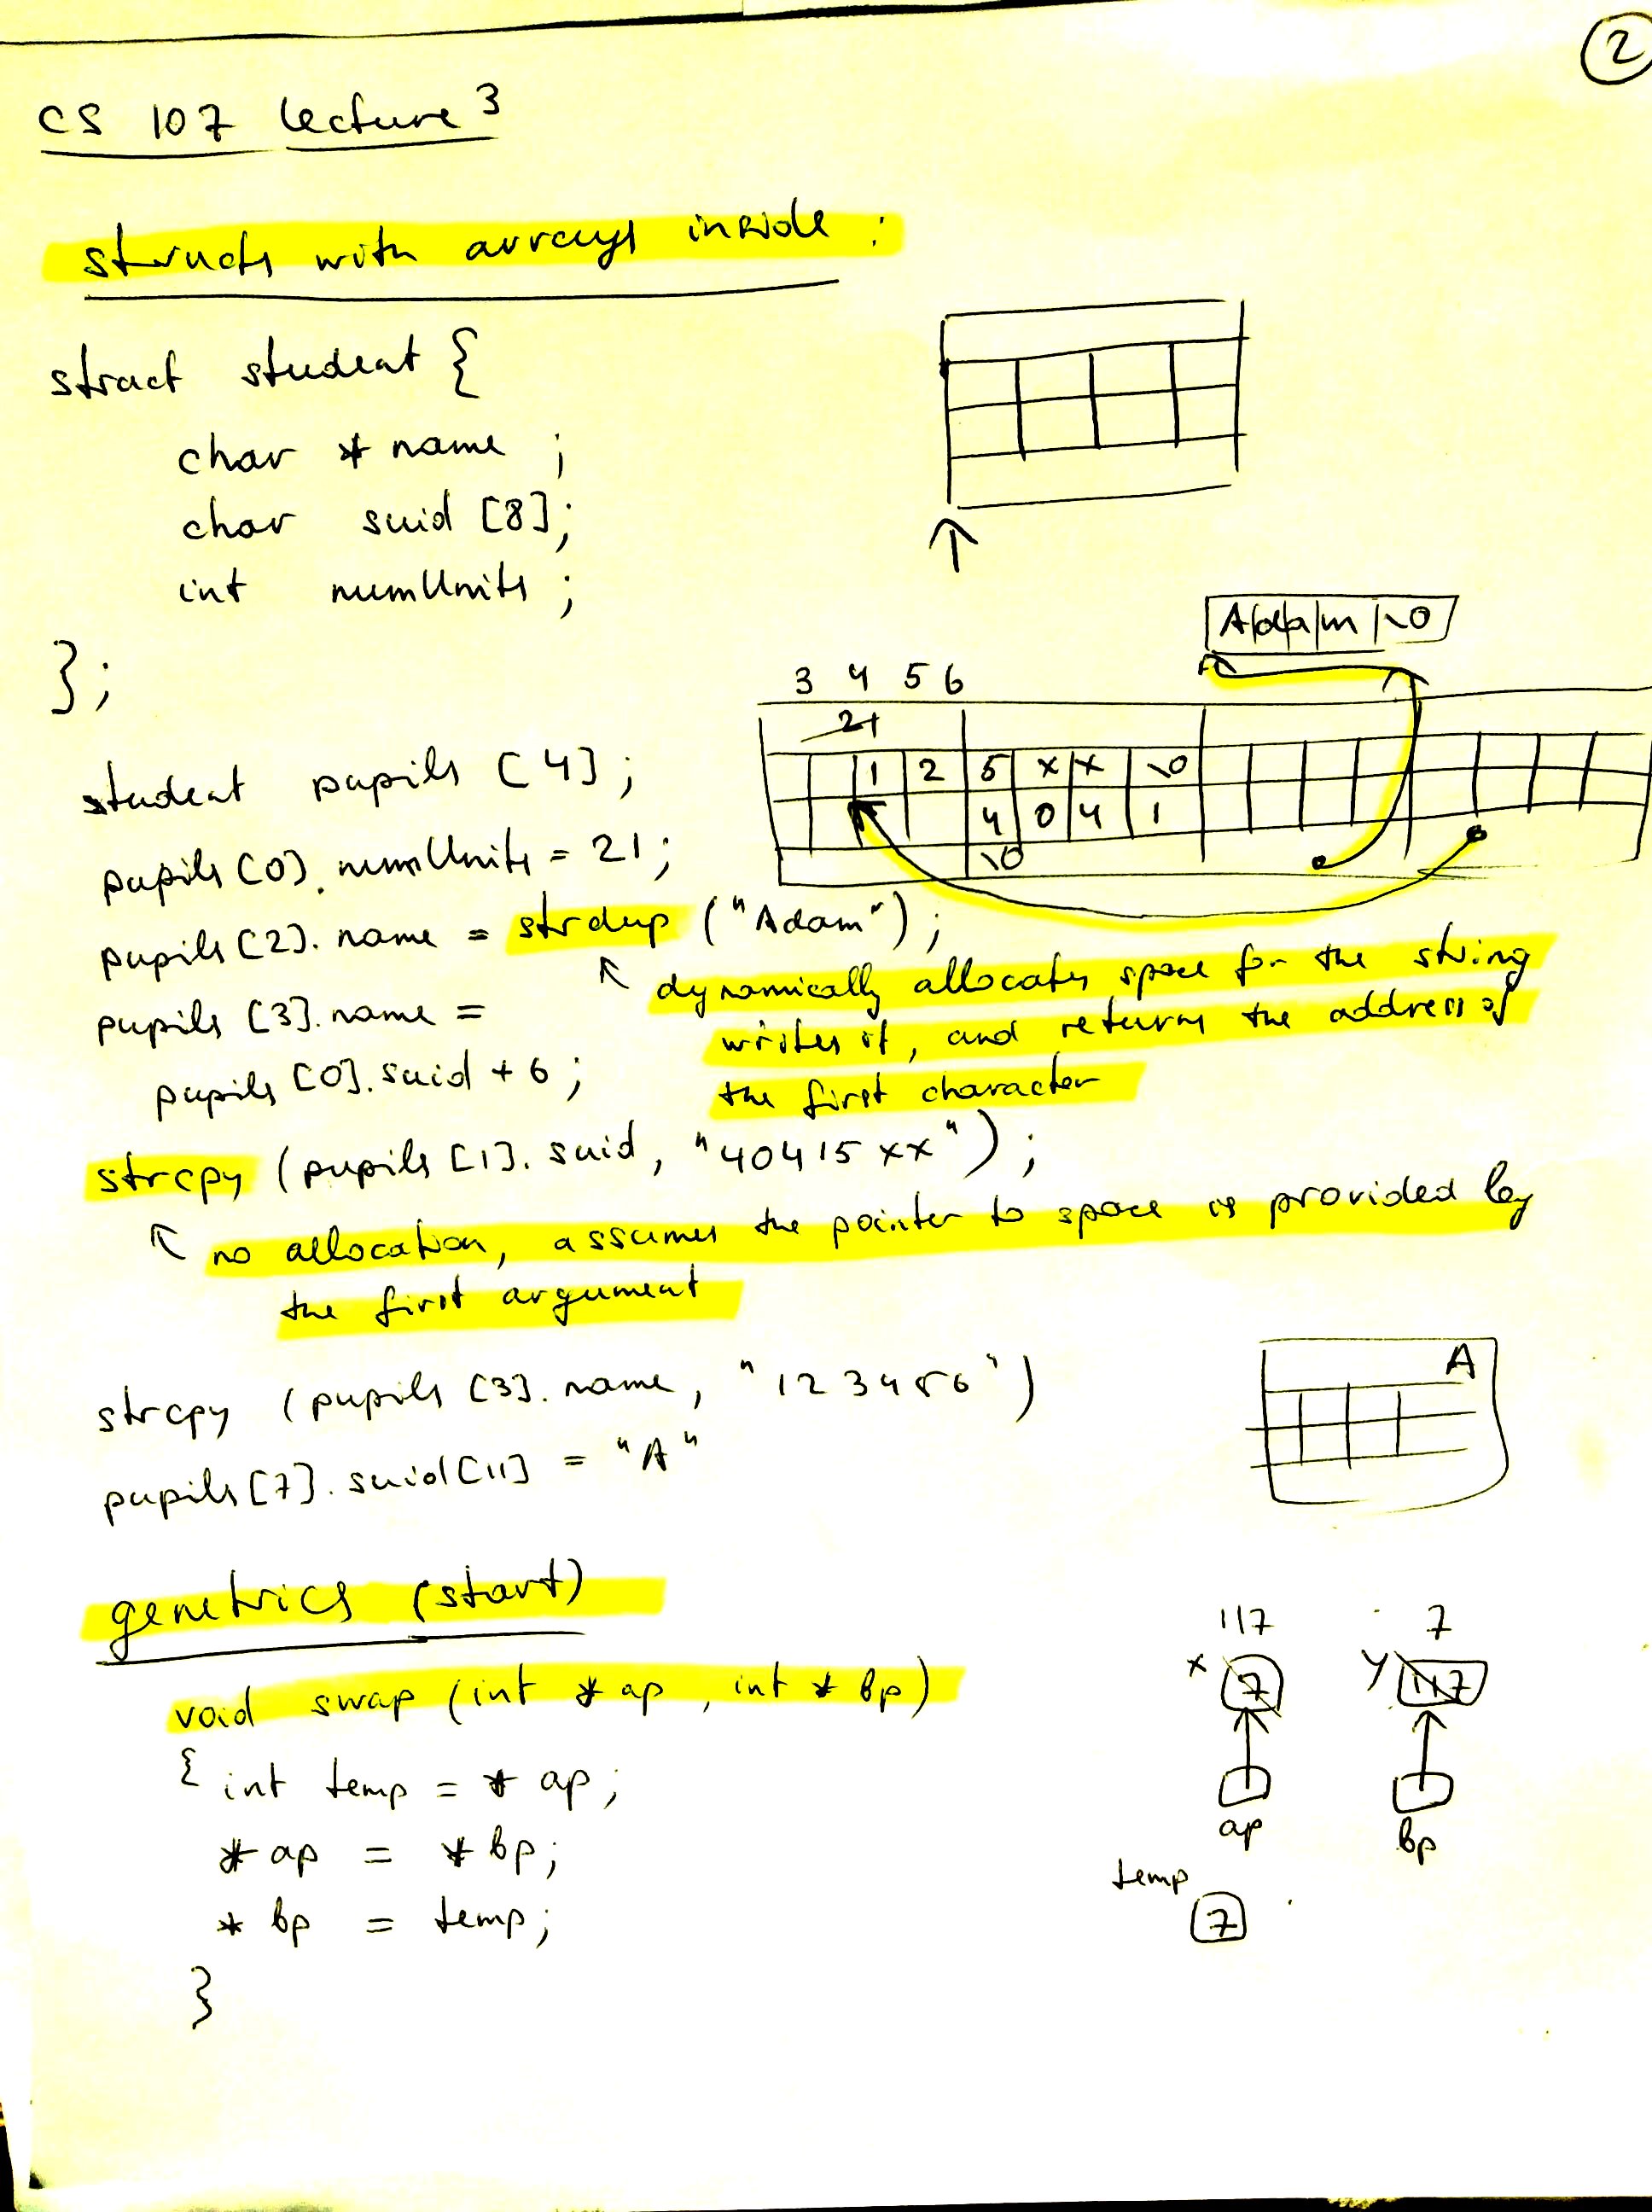 2
CS 107 Lecture 3
structs with arrays inside :
struct student {
char * name ;
char suid [8];
int numUnits ;
};
A|d|a|m|\0
3 4 5 6
21
1 2 5 x x \0
4 0 4 1
\0
student pupils [4];
pupils[0].numUnits = 21;
pupils[2].name = strdup ("Adam");
↖ dynamically allocates space for the string
writes it, and returns the address of
the first character
pupils [3].name =
pupils [0].suid + 6 ;
strcpy (pupils [1].suid, "40415xx");
↖ no allocation, assumes the pointer to space is provided by
the first argument
strcpy (pupils [3].name, "123456")
pupils[7].suid[11] = "A"
A
genetrics (start)
117 7
x 7 y 117
void swap (int * ap, int * bp)
{ int temp = * ap;
* ap = * bp;
* bp = temp;
}
ap bp
temp
7